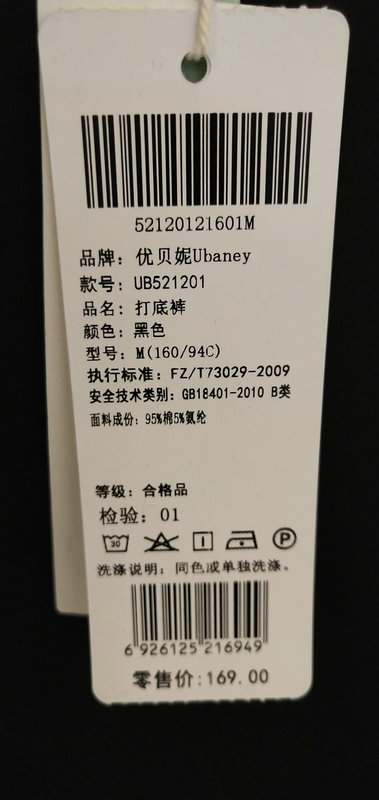 52120121601M
品牌: 优贝妮Ubaney
款号: UB521201
品名: 打底裤
颜色: 黑色
型号: M(160/94C)
执行标准: FZ/T73029-2009
安全技术类别: GB18401-2010 B类
面料成份: 95%棉5%氨纶
等级: 合格品
检验: 01
30 P
洗涤说明: 同色或单独洗涤。
6 926125 216949
零售价:169.00